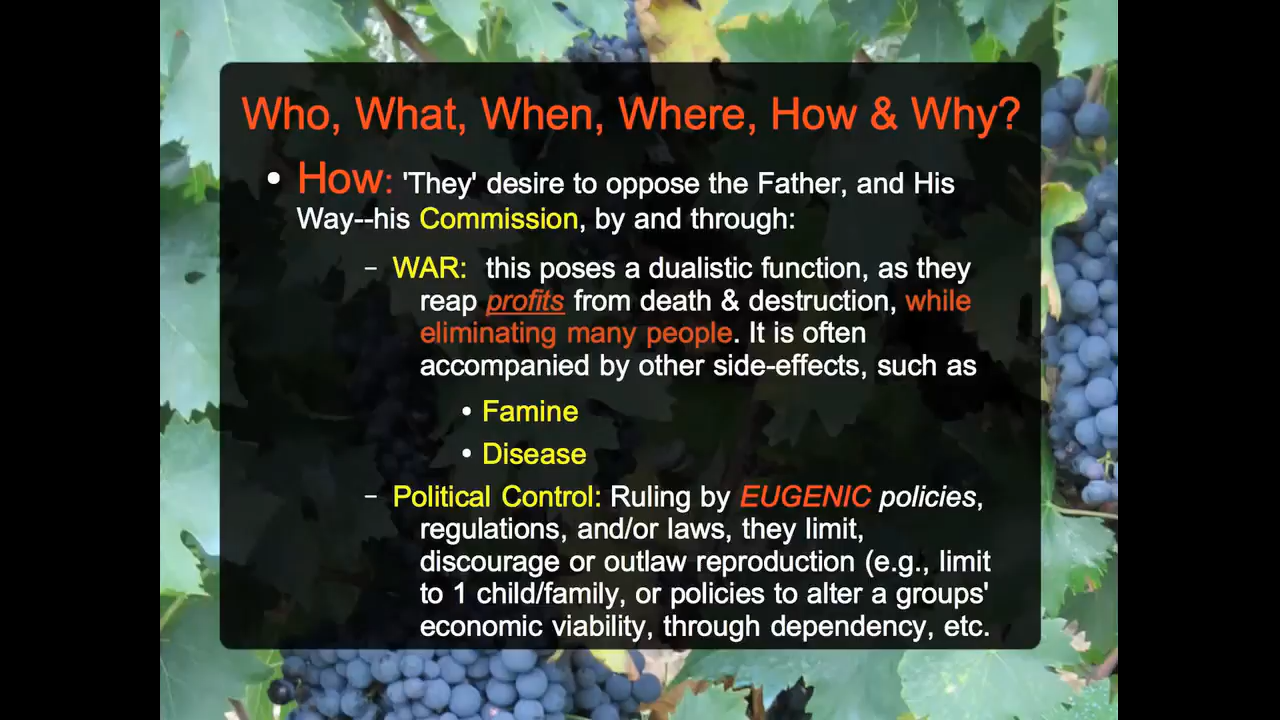 Who, What, When, Where, How & Why?
• How: 'They' desire to oppose the Father, and His
Way--his Commission, by and through:
– WAR: this poses a dualistic function, as they
reap profits from death & destruction, while
eliminating many people. It is often
accompanied by other side-effects, such as
• Famine
• Disease
– Political Control: Ruling by EUGENIC policies,
regulations, and/or laws, they limit,
discourage or outlaw reproduction (e.g., limit
to 1 child/family, or policies to alter a groups'
economic viability, through dependency, etc.